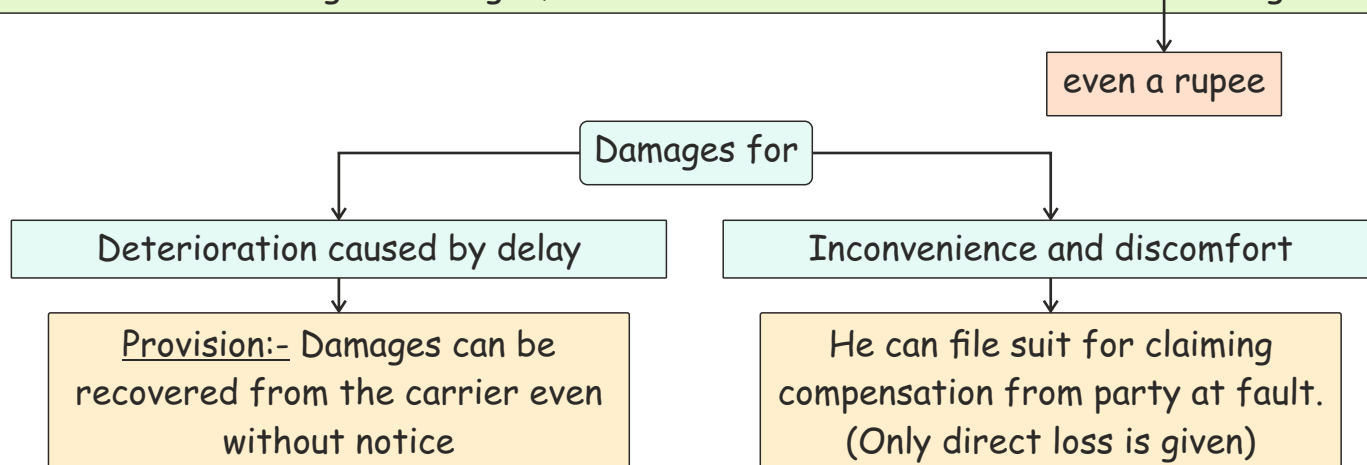 even a rupee
Damages for
Deterioration caused by delay
Inconvenience and discomfort
Provision:- Damages can be
recovered from the carrier even
without notice
He can file suit for claiming
compensation from party at fault.
(Only direct loss is given)